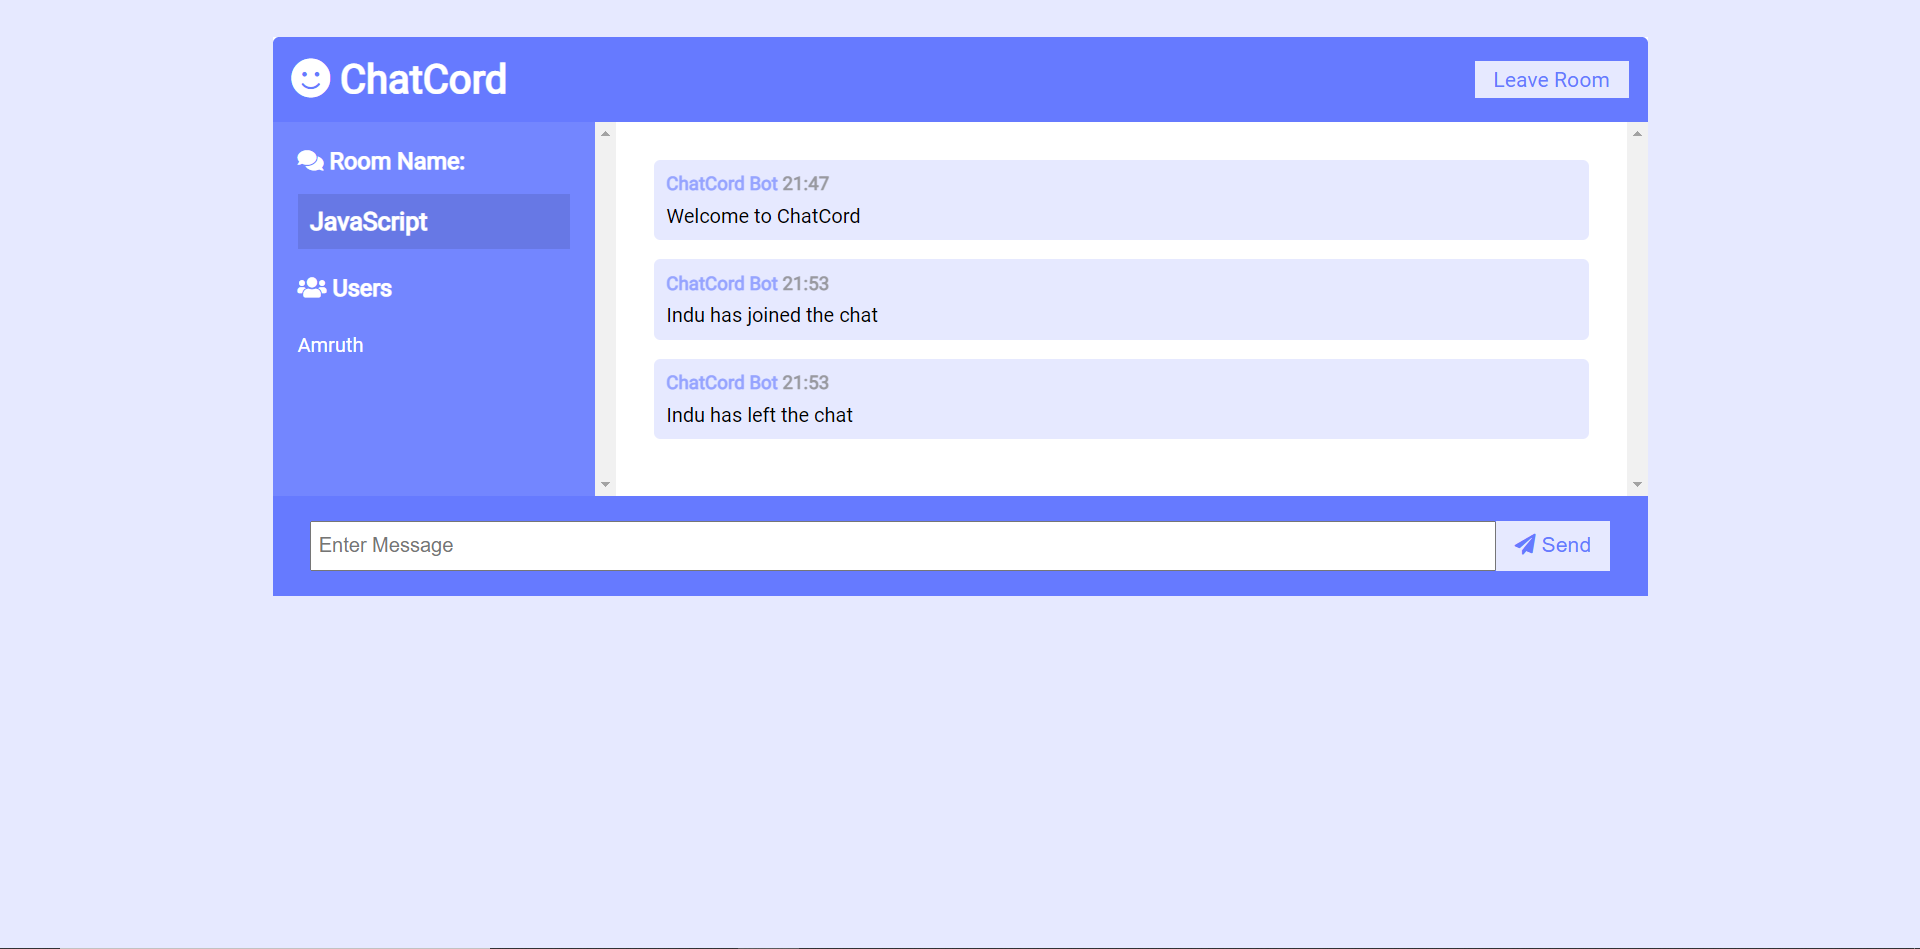 ChatCord
Leave Room
Room Name:
JavaScript
Users
Amruth
ChatCord Bot 21:47
Welcome to ChatCord
ChatCord Bot 21:53
Indu has joined the chat
ChatCord Bot 21:53
Indu has left the chat
Enter Message
Send